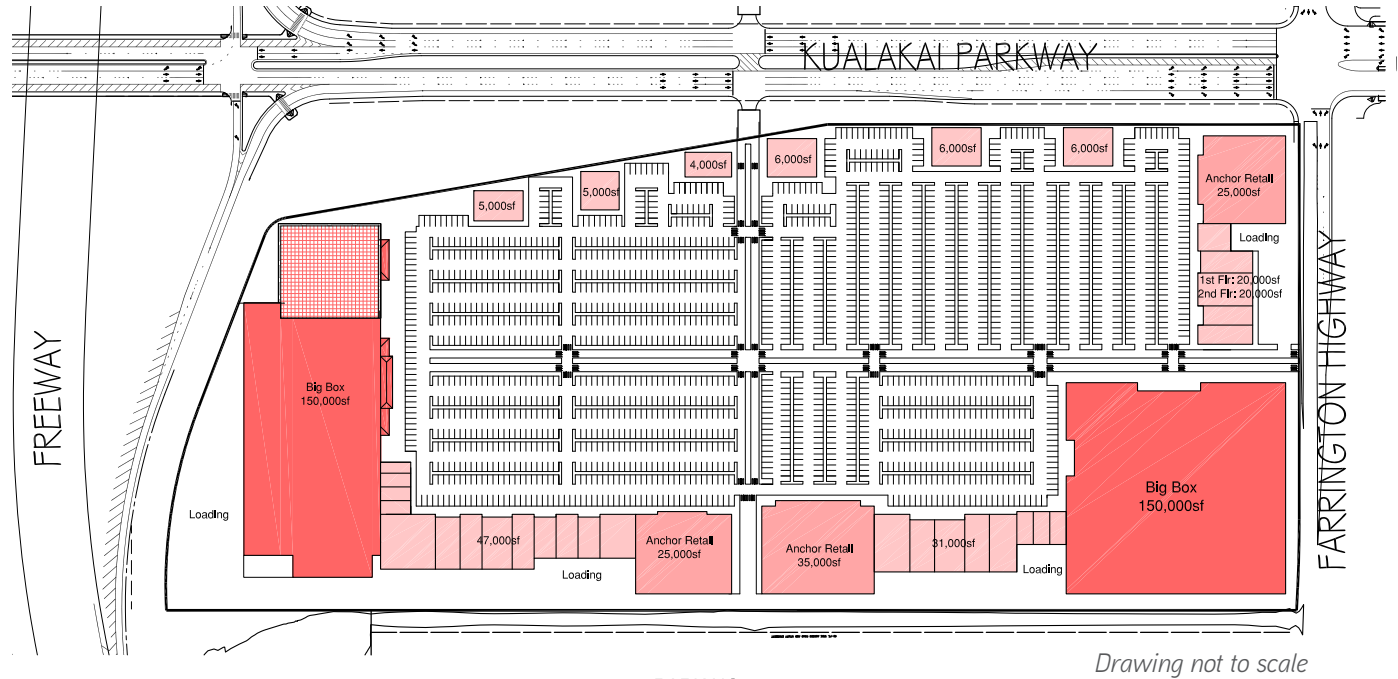 KUALAKAI PARKWAY
4,000sf
6,000sf
6,000sf
6,000sf
5,000sf
5,000sf
Anchor Retail
25,000sf
Loading
1st Flr: 20,000sf
2nd Flr: 20,000sf
FREEWAY
FARRINGTON HIGHWAY
Big Box
150,000sf
Loading
47,000sf
Loading
Anchor Retail
25,000sf
Anchor Retail
35,000sf
31,000sf
Loading
Big Box
150,000sf
Drawing not to scale